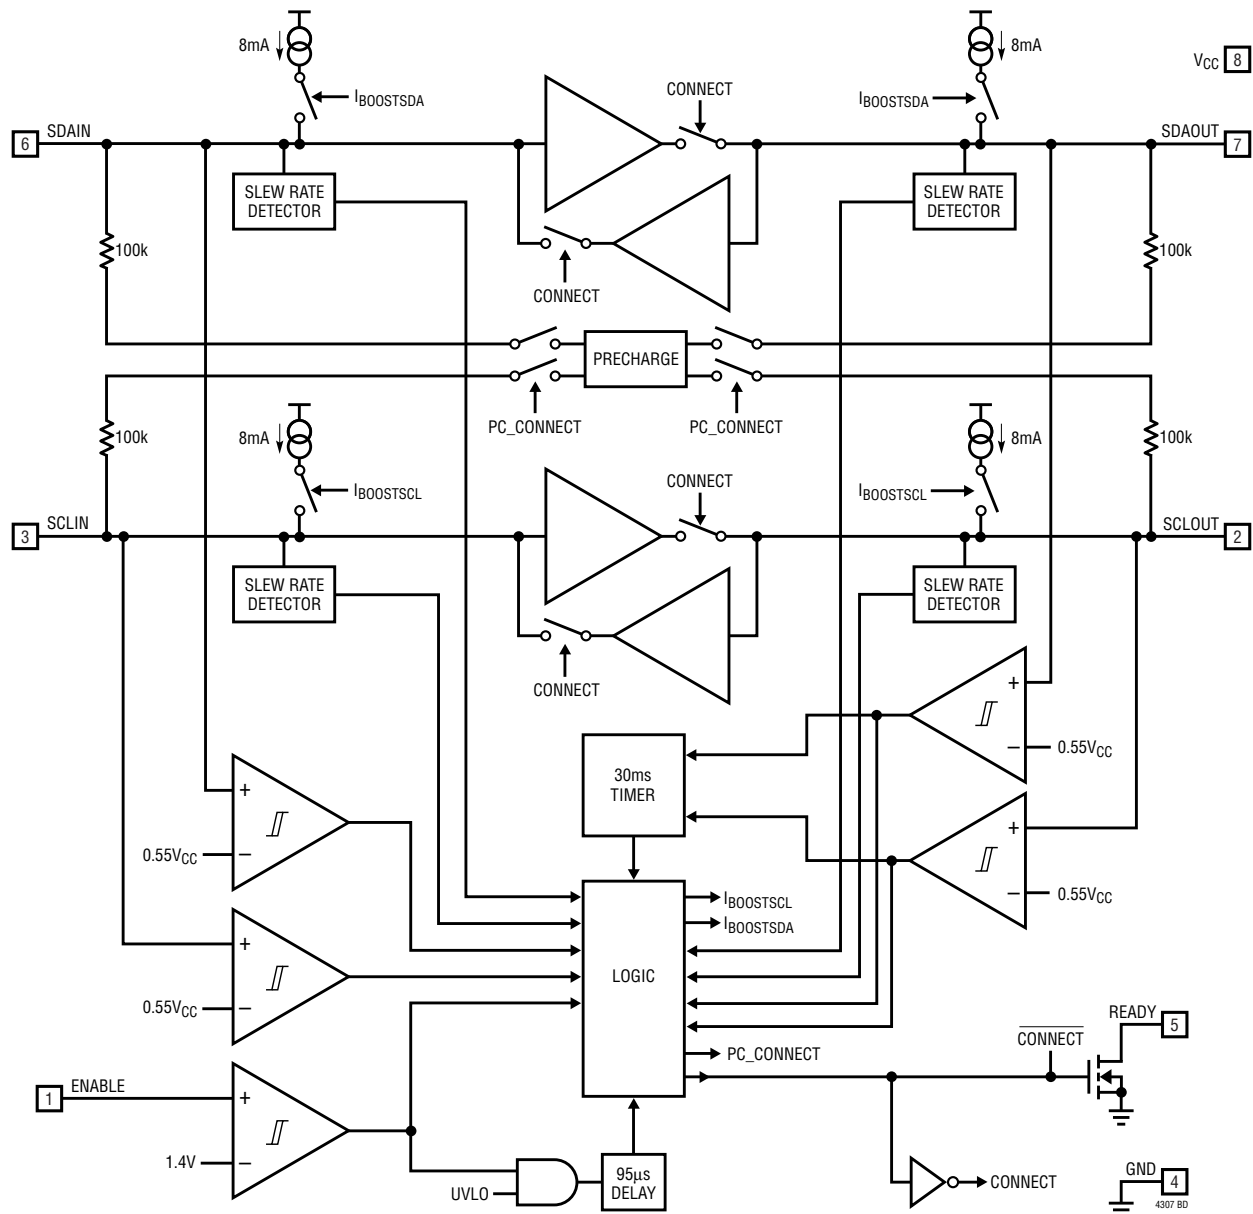 8mA
IBOOSTSDA
CONNECT
IBOOSTSDA
8mA
VCC 8
6 SDAIN
SDAOUT 7
SLEW RATE
DETECTOR
SLEW RATE
DETECTOR
100k
100k
CONNECT
PRECHARGE
PC_CONNECT
PC_CONNECT
8mA
100k
IBOOSTSCL
CONNECT
IBOOSTSCL
8mA
100k
3 SCLIN
SCLOUT 2
SLEW RATE
DETECTOR
SLEW RATE
DETECTOR
CONNECT
+
–
0.55VCC
30ms
TIMER
+
–
0.55VCC
+
–
0.55VCC
+
–
0.55VCC
LOGIC
IBOOSTSCL
IBOOSTSDA
PC_CONNECT
CONNECT
READY 5
1 ENABLE
+
–
1.4V
UVLO
95µs
DELAY
CONNECT
GND 4
4307 BD